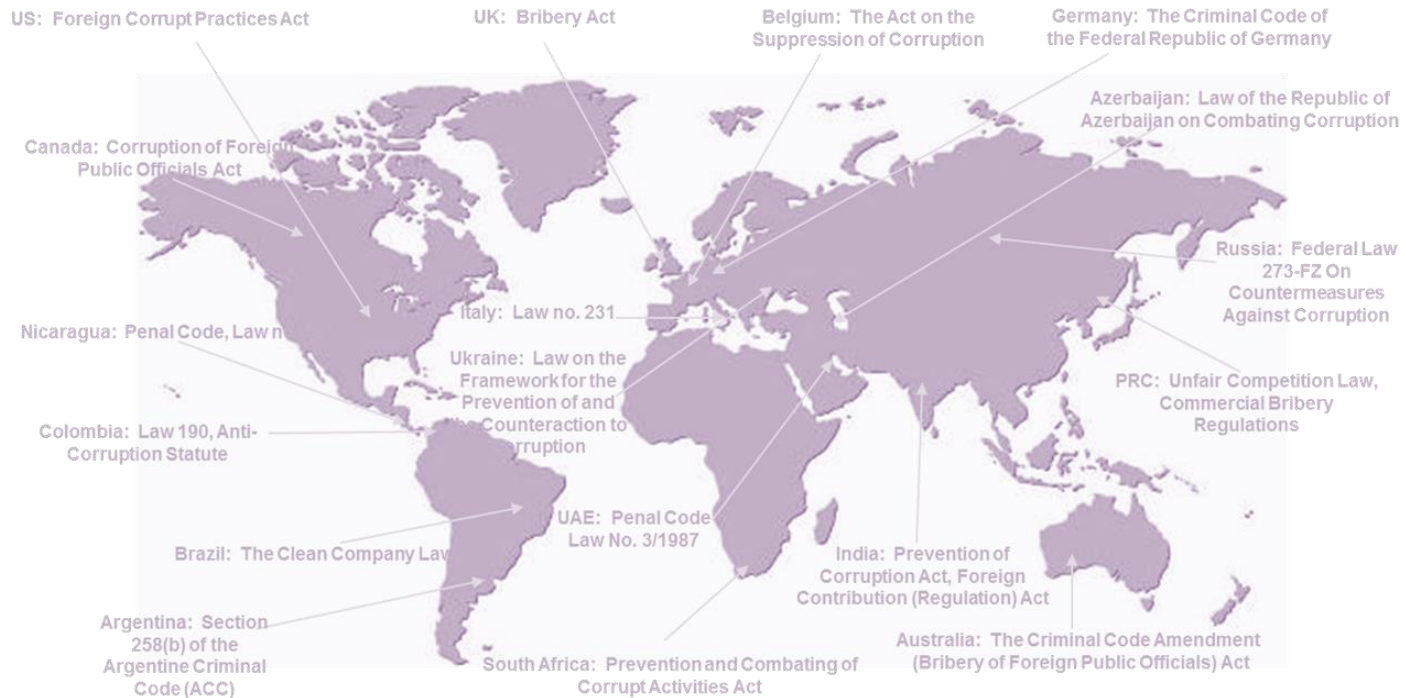 US: Foreign Corrupt Practices Act
UK: Bribery Act
Belgium: The Act on the
Suppression of Corruption
Germany: The Criminal Code of
the Federal Republic of Germany
Azerbaijan: Law of the Republic of
Azerbaijan on Combating Corruption
Canada: Corruption of Foreign
Public Officials Act
Russia: Federal Law
273-FZ On
Countermeasures
Against Corruption
Italy: Law no. 231
Nicaragua: Penal Code, Law
Ukraine: Law on the
Framework for the
Prevention of and
Counteraction to
PRC: Unfair Competition Law,
Commercial Bribery
Regulations
Colombia: Law 190, Anti-
Corruption Statute
UAE: Penal Code
Law No. 3/1987
Brazil: The Clean Company Law
India: Prevention of
Corruption Act, Foreign
Contribution (Regulation) Act
Argentina: Section
258(b) of the
Argentine Criminal
Code (ACC)
South Africa: Prevention and Combating of
Corrupt Activities Act
Australia: The Criminal Code Amendment
(Bribery of Foreign Public Officials) Act